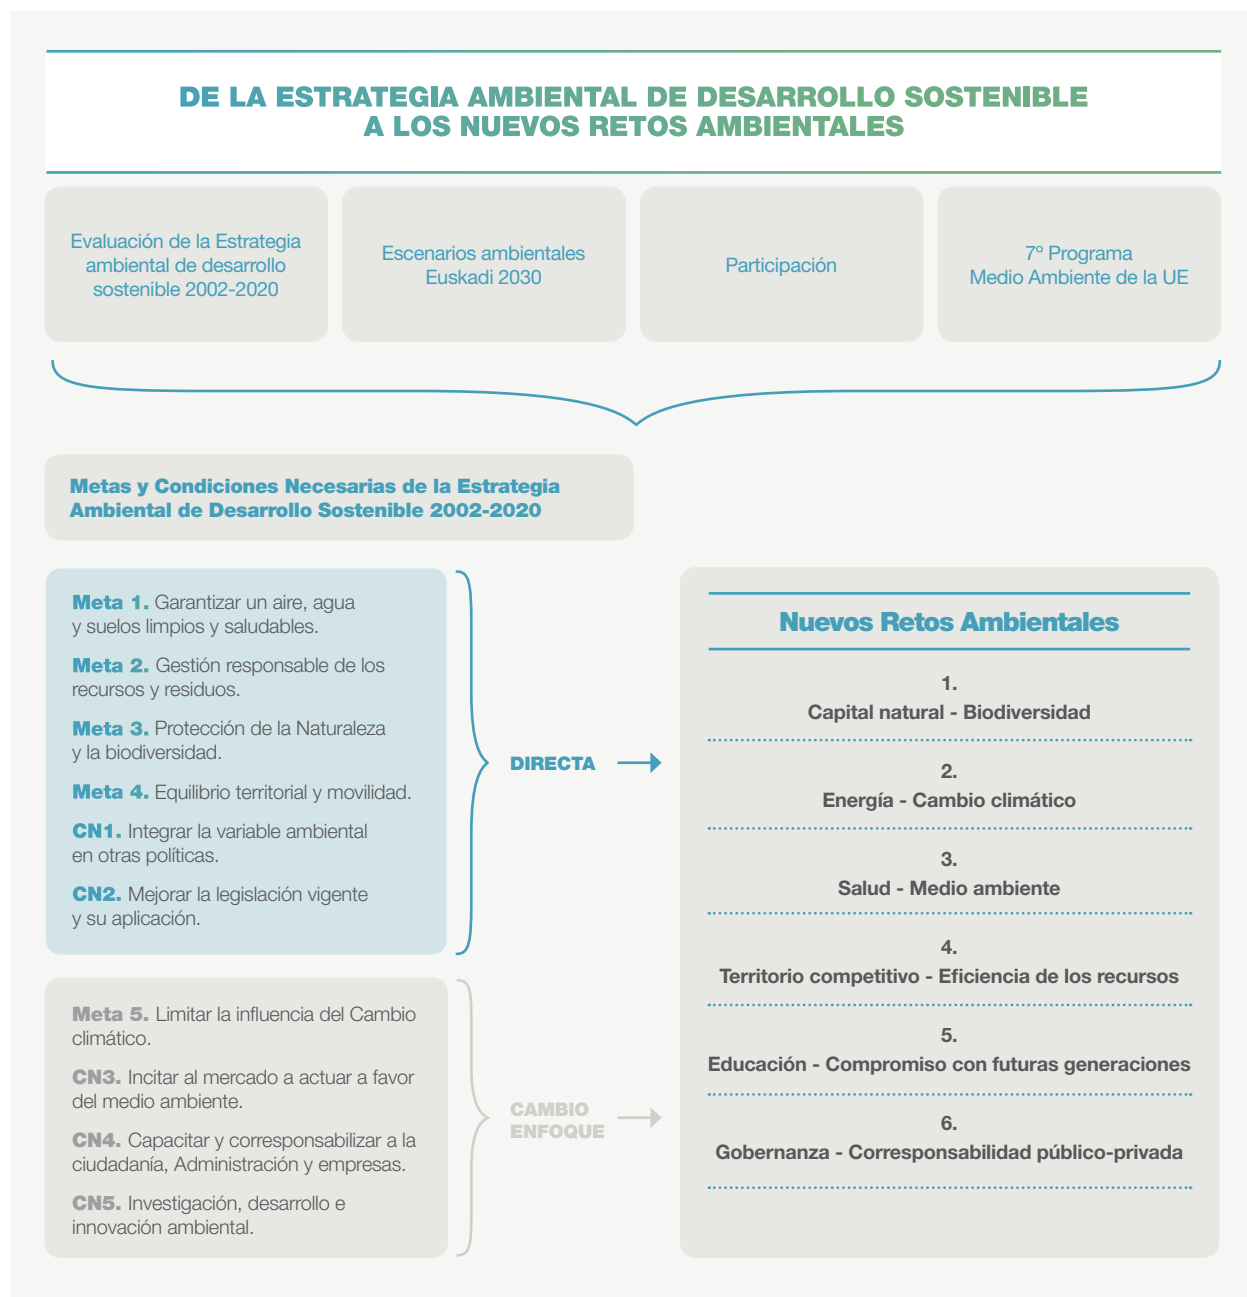 DE LA ESTRATEGIA AMBIENTAL DE DESARROLLO SOSTENIBLE
A LOS NUEVOS RETOS AMBIENTALES
Evaluación de la Estrategia
ambiental de desarrollo
sostenible 2002-2020
Escenarios ambientales
Euskadi 2030
Participación
7º Programa
Medio Ambiente de la UE
Metas y Condiciones Necesarias de la Estrategia
Ambiental de Desarrollo Sostenible 2002-2020
Meta 1. Garantizar un aire, agua
y suelos limpios y saludables.
Meta 2. Gestión responsable de los
recursos y residuos.
Meta 3. Protección de la Naturaleza
y la biodiversidad.
Meta 4. Equilibrio territorial y movilidad.
CN1. Integrar la variable ambiental
en otras políticas.
CN2. Mejorar la legislación vigente
y su aplicación.
DIRECTA
Meta 5. Limitar la influencia del Cambio
climático.
CN3. Incitar al mercado a actuar a favor
del medio ambiente.
CN4. Capacitar y corresponsabilizar a la
ciudadanía, Administración y empresas.
CN5. Investigación, desarrollo e
innovación ambiental.
CAMBIO
ENFOQUE
Nuevos Retos Ambientales
1.
Capital natural - Biodiversidad
2.
Energía - Cambio climático
3.
Salud - Medio ambiente
4.
Territorio competitivo - Eficiencia de los recursos
5.
Educación - Compromiso con futuras generaciones
6.
Gobernanza - Corresponsabilidad público-privada